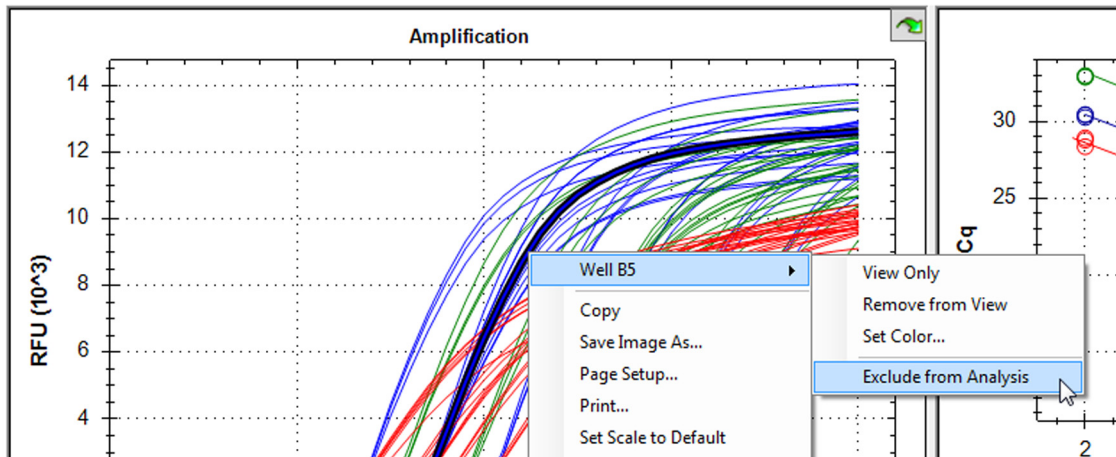 Amplification
RFU (10^3)
14
12
10
8
6
4
Well B5
Copy
Save Image As...
Page Setup...
Print...
Set Scale to Default
View Only
Remove from View
Set Color...
Exclude from Analysis
Cq
30
25
2